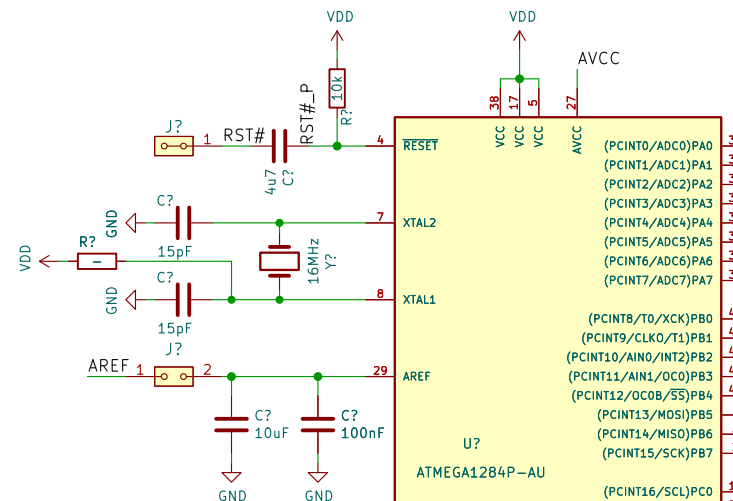 VDD
VDD
AVCC
10k
R?
RST#_P
38
17
5
27
J?
1
RST#
4
4u7
C?
VCC
VCC
VCC
AVCC
RESET
(PCINT0/ADC0)PA0
(PCINT1/ADC1)PA1
(PCINT2/ADC2)PA2
(PCINT3/ADC3)PA3
(PCINT4/ADC4)PA4
(PCINT5/ADC5)PA5
(PCINT6/ADC6)PA6
(PCINT7/ADC7)PA7
C?
GND
15pF
7
XTAL2
R?
VDD
-
16MHz
Y?
C?
GND
15pF
8
XTAL1
(PCINT8/T0/XCK)PB0
(PCINT9/CLKO/T1)PB1
(PCINT10/AIN0/INT2)PB2
(PCINT11/AIN1/OC0)PB3
(PCINT12/OC0B/SS)PB4
(PCINT13/MOSI)PB5
(PCINT14/MISO)PB6
(PCINT15/SCK)PB7
J?
AREF
1
2
29
AREF
C?
10uF
C?
100nF
GND
GND
U?
ATMEGA1284P-AU
(PCINT16/SCL)PC0